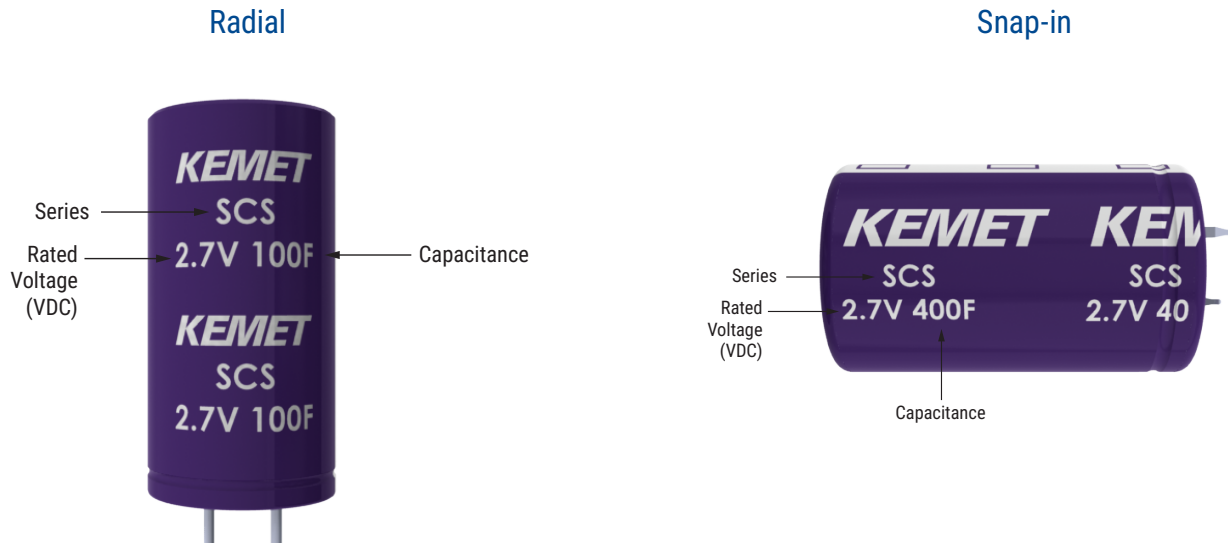 Radial
KEMET
Series
SCS
Rated
Voltage
(VDC)
2.7V 100F
Capacitance
KEMET
SCS
2.7V 100F
Snap-in
KEMET KEM
Series
SCS SCS
Rated
Voltage
(VDC)
2.7V 400F 2.7V 40
Capacitance